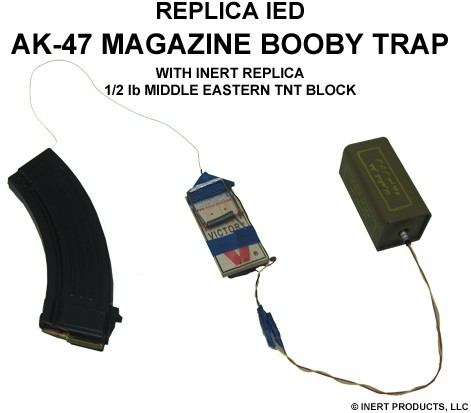 REPLICA IED
AK-47 MAGAZINE BOOBY TRAP
WITH INERT REPLICA
1/2 lb MIDDLE EASTERN TNT BLOCK
VICTOR
© INERT PRODUCTS, LLC